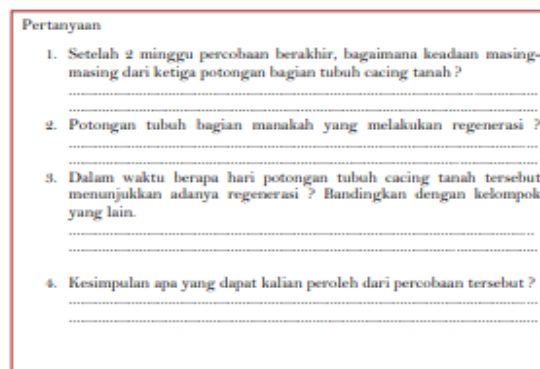 Pertanyaan
1. Setelah 2 minggu percobaan berakhir, bagaimana keadaan masing-
masing dari ketiga potongan bagian tubuh cacing tanah ?
2. Potongan tubuh bagian manakah yang melakukan regenerasi ?
3. Dalam waktu berapa hari potongan tubuh cacing tanah tersebut
menunjukkan adanya regenerasi ? Bandingkan dengan kelompok
yang lain.
4. Kesimpulan apa yang dapat kalian peroleh dari percobaan tersebut ?